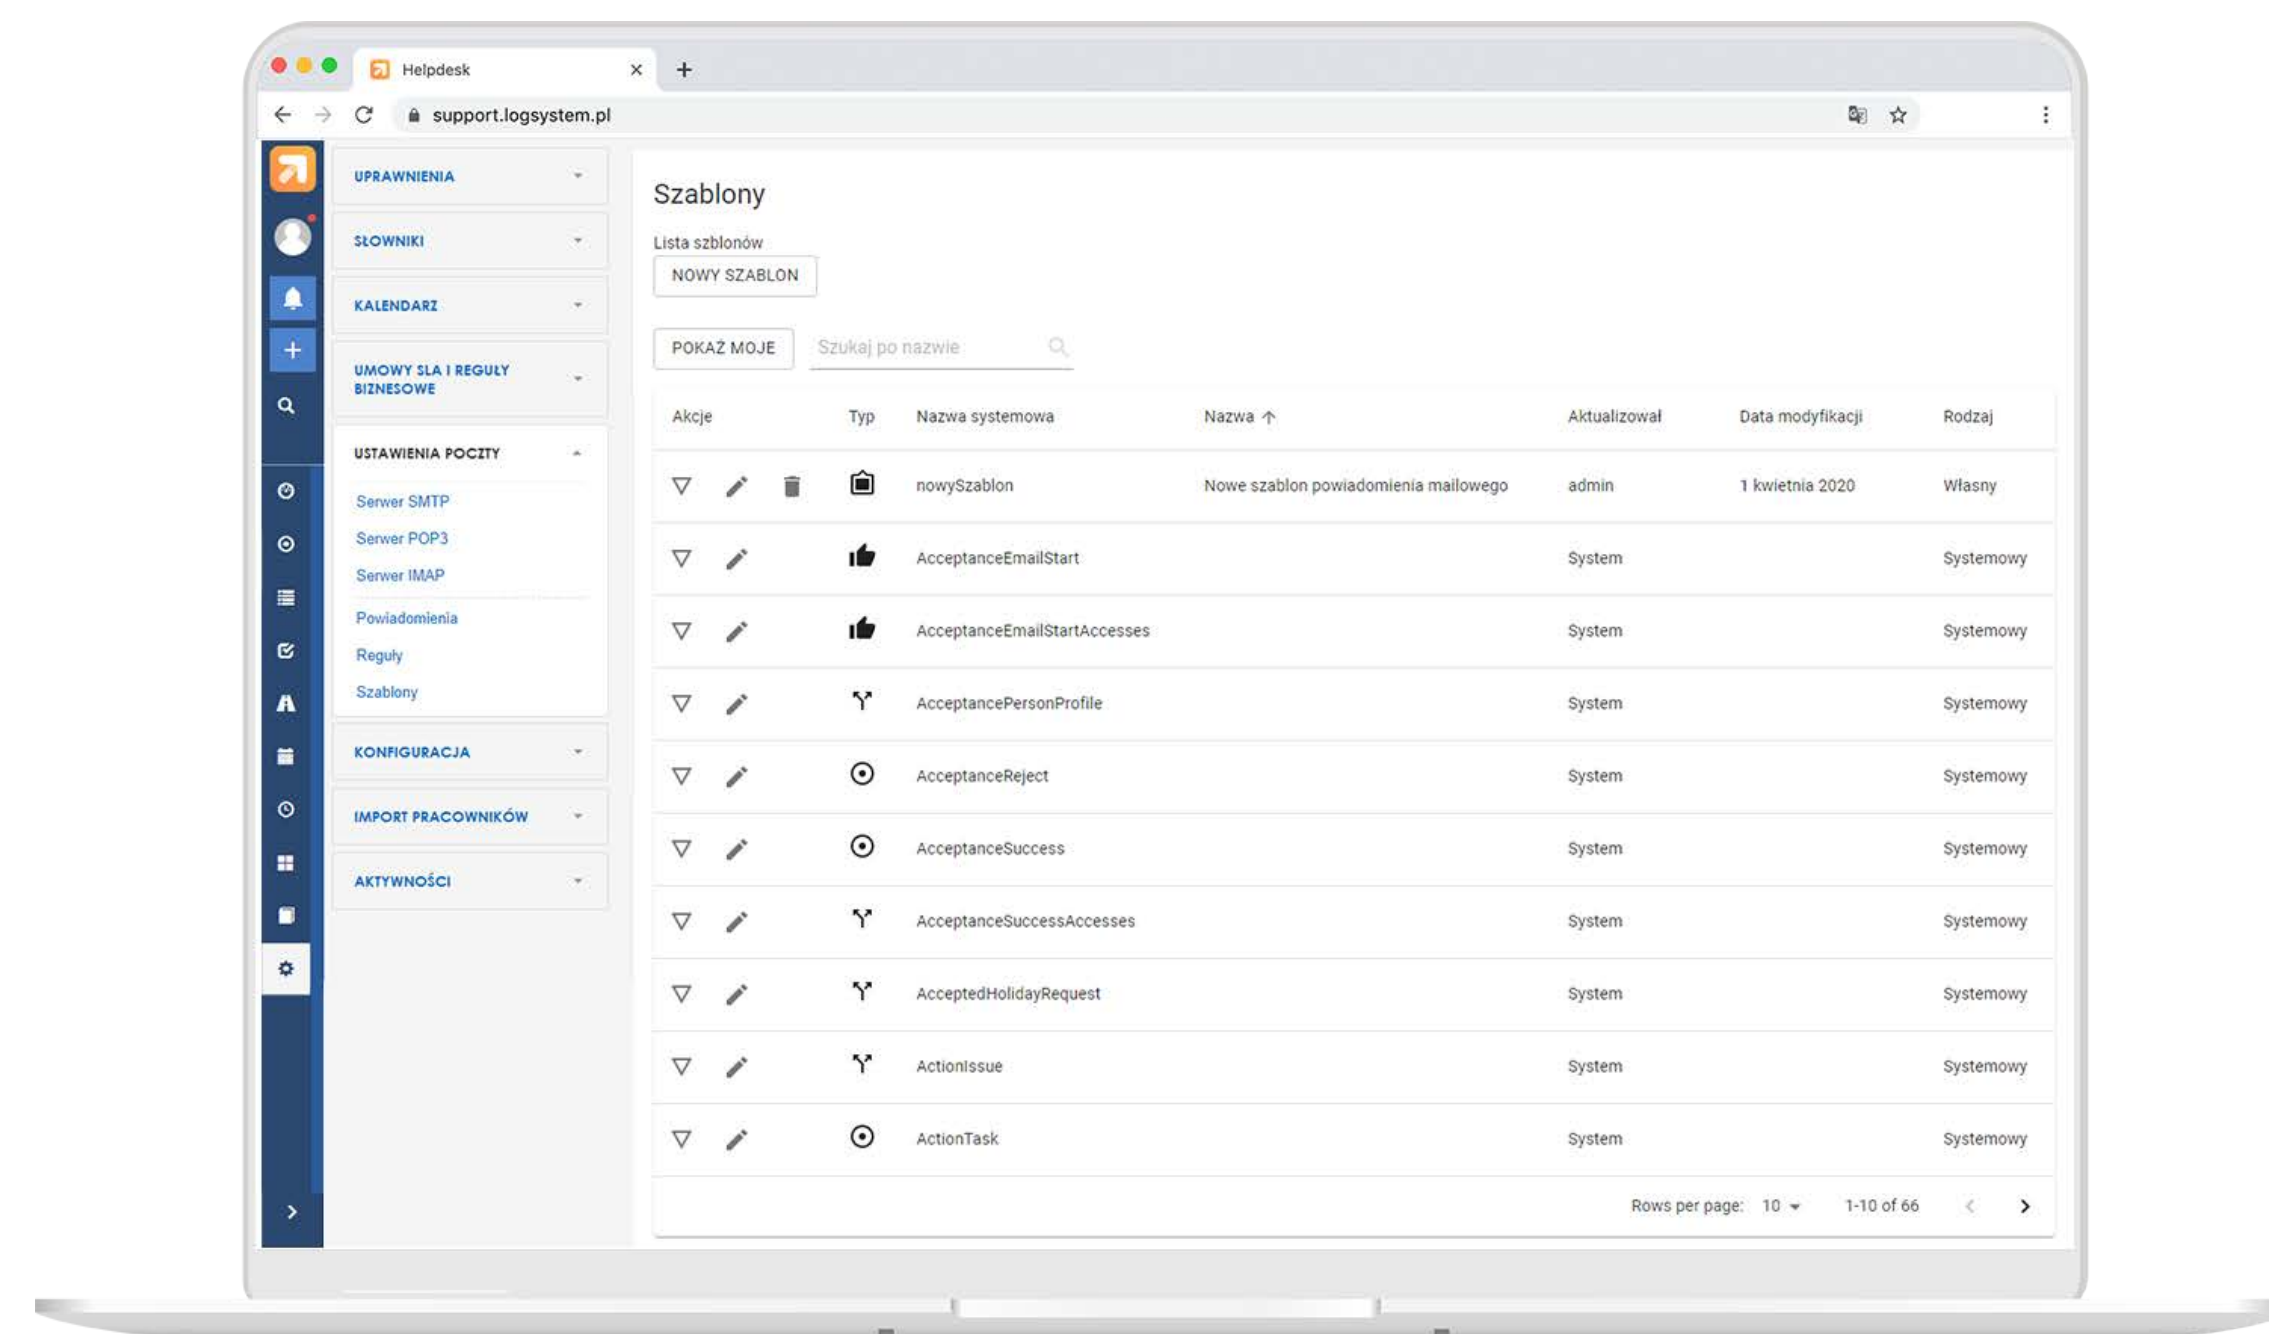 Helpdesk
support.logsystem.pl
UPRAWNIENIA
SŁOWNIKI
KALENDARZ
UMOWY SLA I REGUŁY
BIZNESOWE
USTAWIENIA POCZTY
Serwer SMTP
Serwer POP3
Serwer IMAP
Powiadomienia
Reguły
Szablony
KONFIGURACJA
IMPORT PRACOWNIKÓW
AKTYWNOŚCI
Szablony
Lista szblonów
NOWY SZABLON
POKAŻ MOJE Szukaj po nazwie
Akcje Typ Nazwa systemowa Nazwa Aktualizował Data modyfikacji Rodzaj
nowySzablon Nowe szablon powiadomienia mailowego admin 1 kwietnia 2020 Własny
AcceptanceEmailStart System Systemowy
AcceptanceEmailStartAccesses System Systemowy
AcceptancePersonProfile System Systemowy
AcceptanceReject System Systemowy
AcceptanceSuccess System Systemowy
AcceptanceSuccessAccesses System Systemowy
AcceptedHolidayRequest System Systemowy
ActionIssue System Systemowy
ActionTask System Systemowy
Rows per page: 10 1-10 of 66